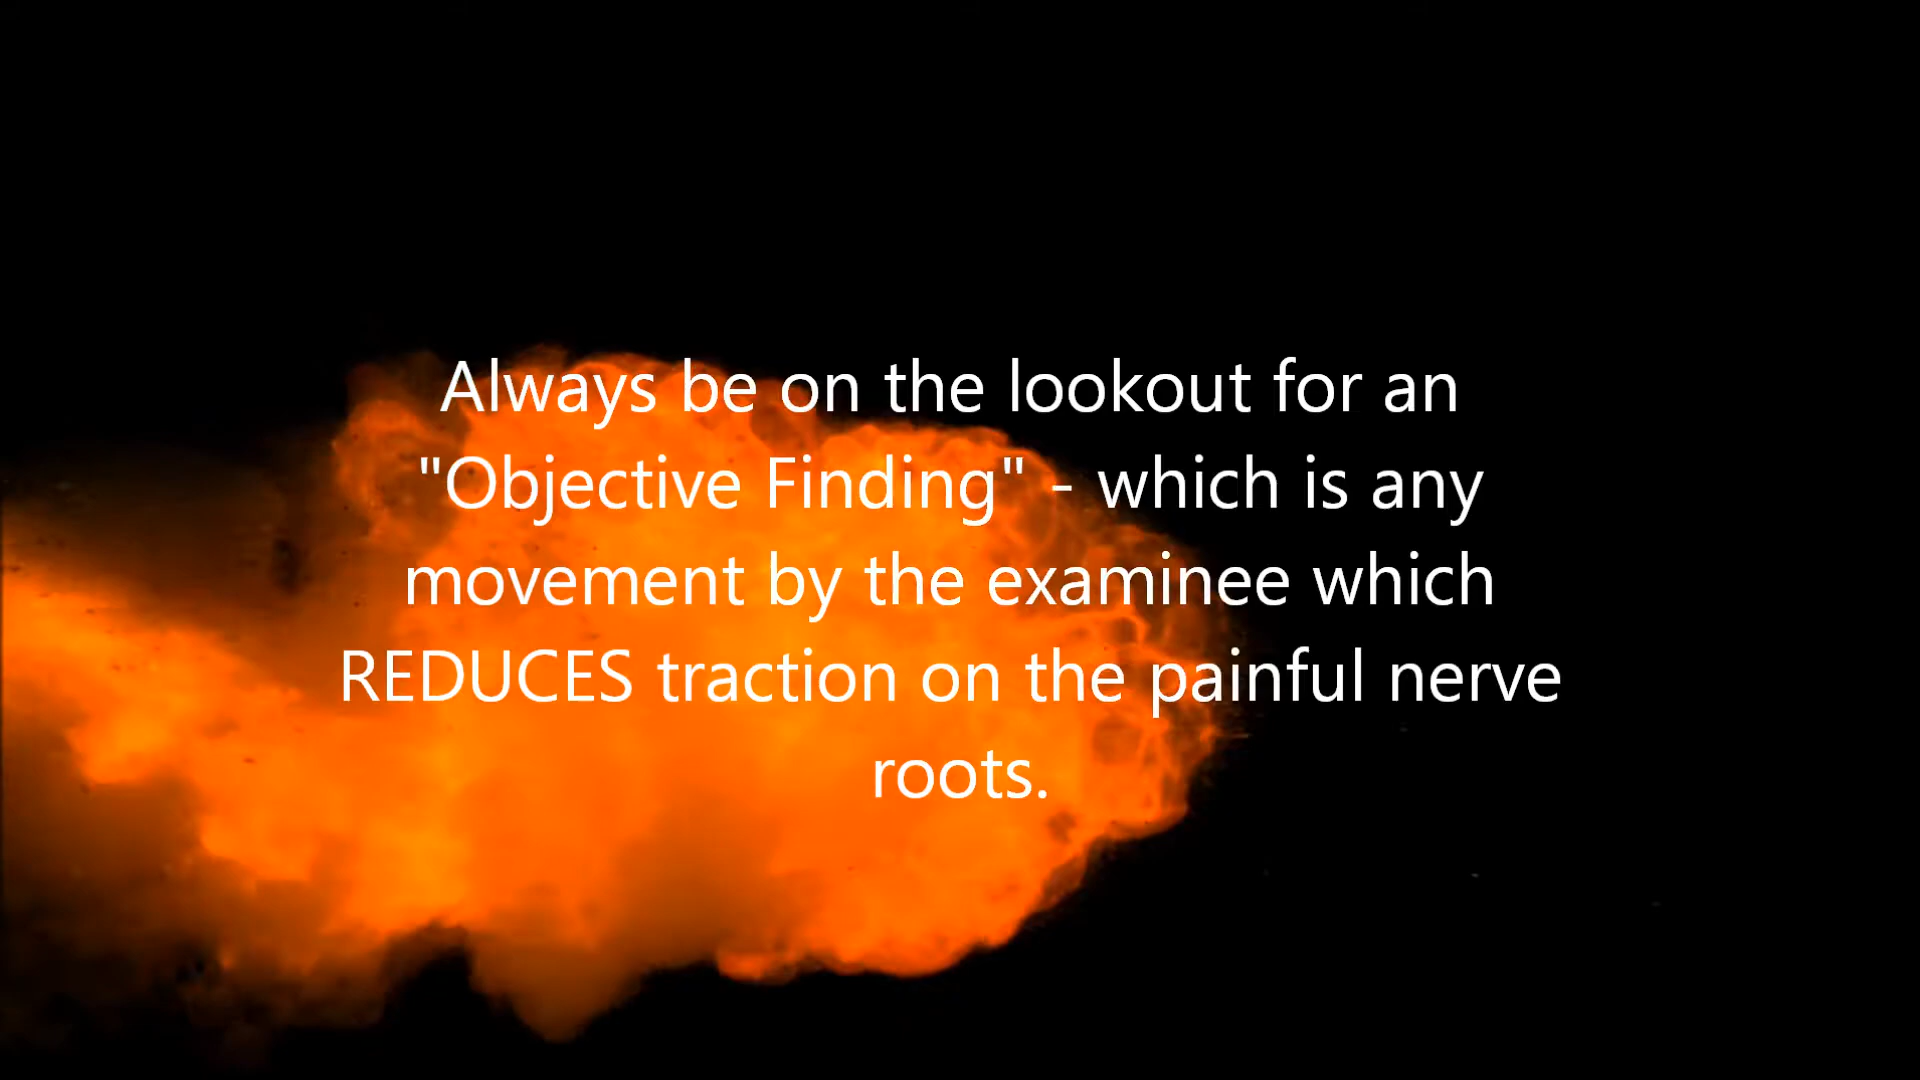 Always be on the lookout for an
"Objective Finding" - which is any
movement by the examinee which
REDUCES traction on the painful nerve
roots.